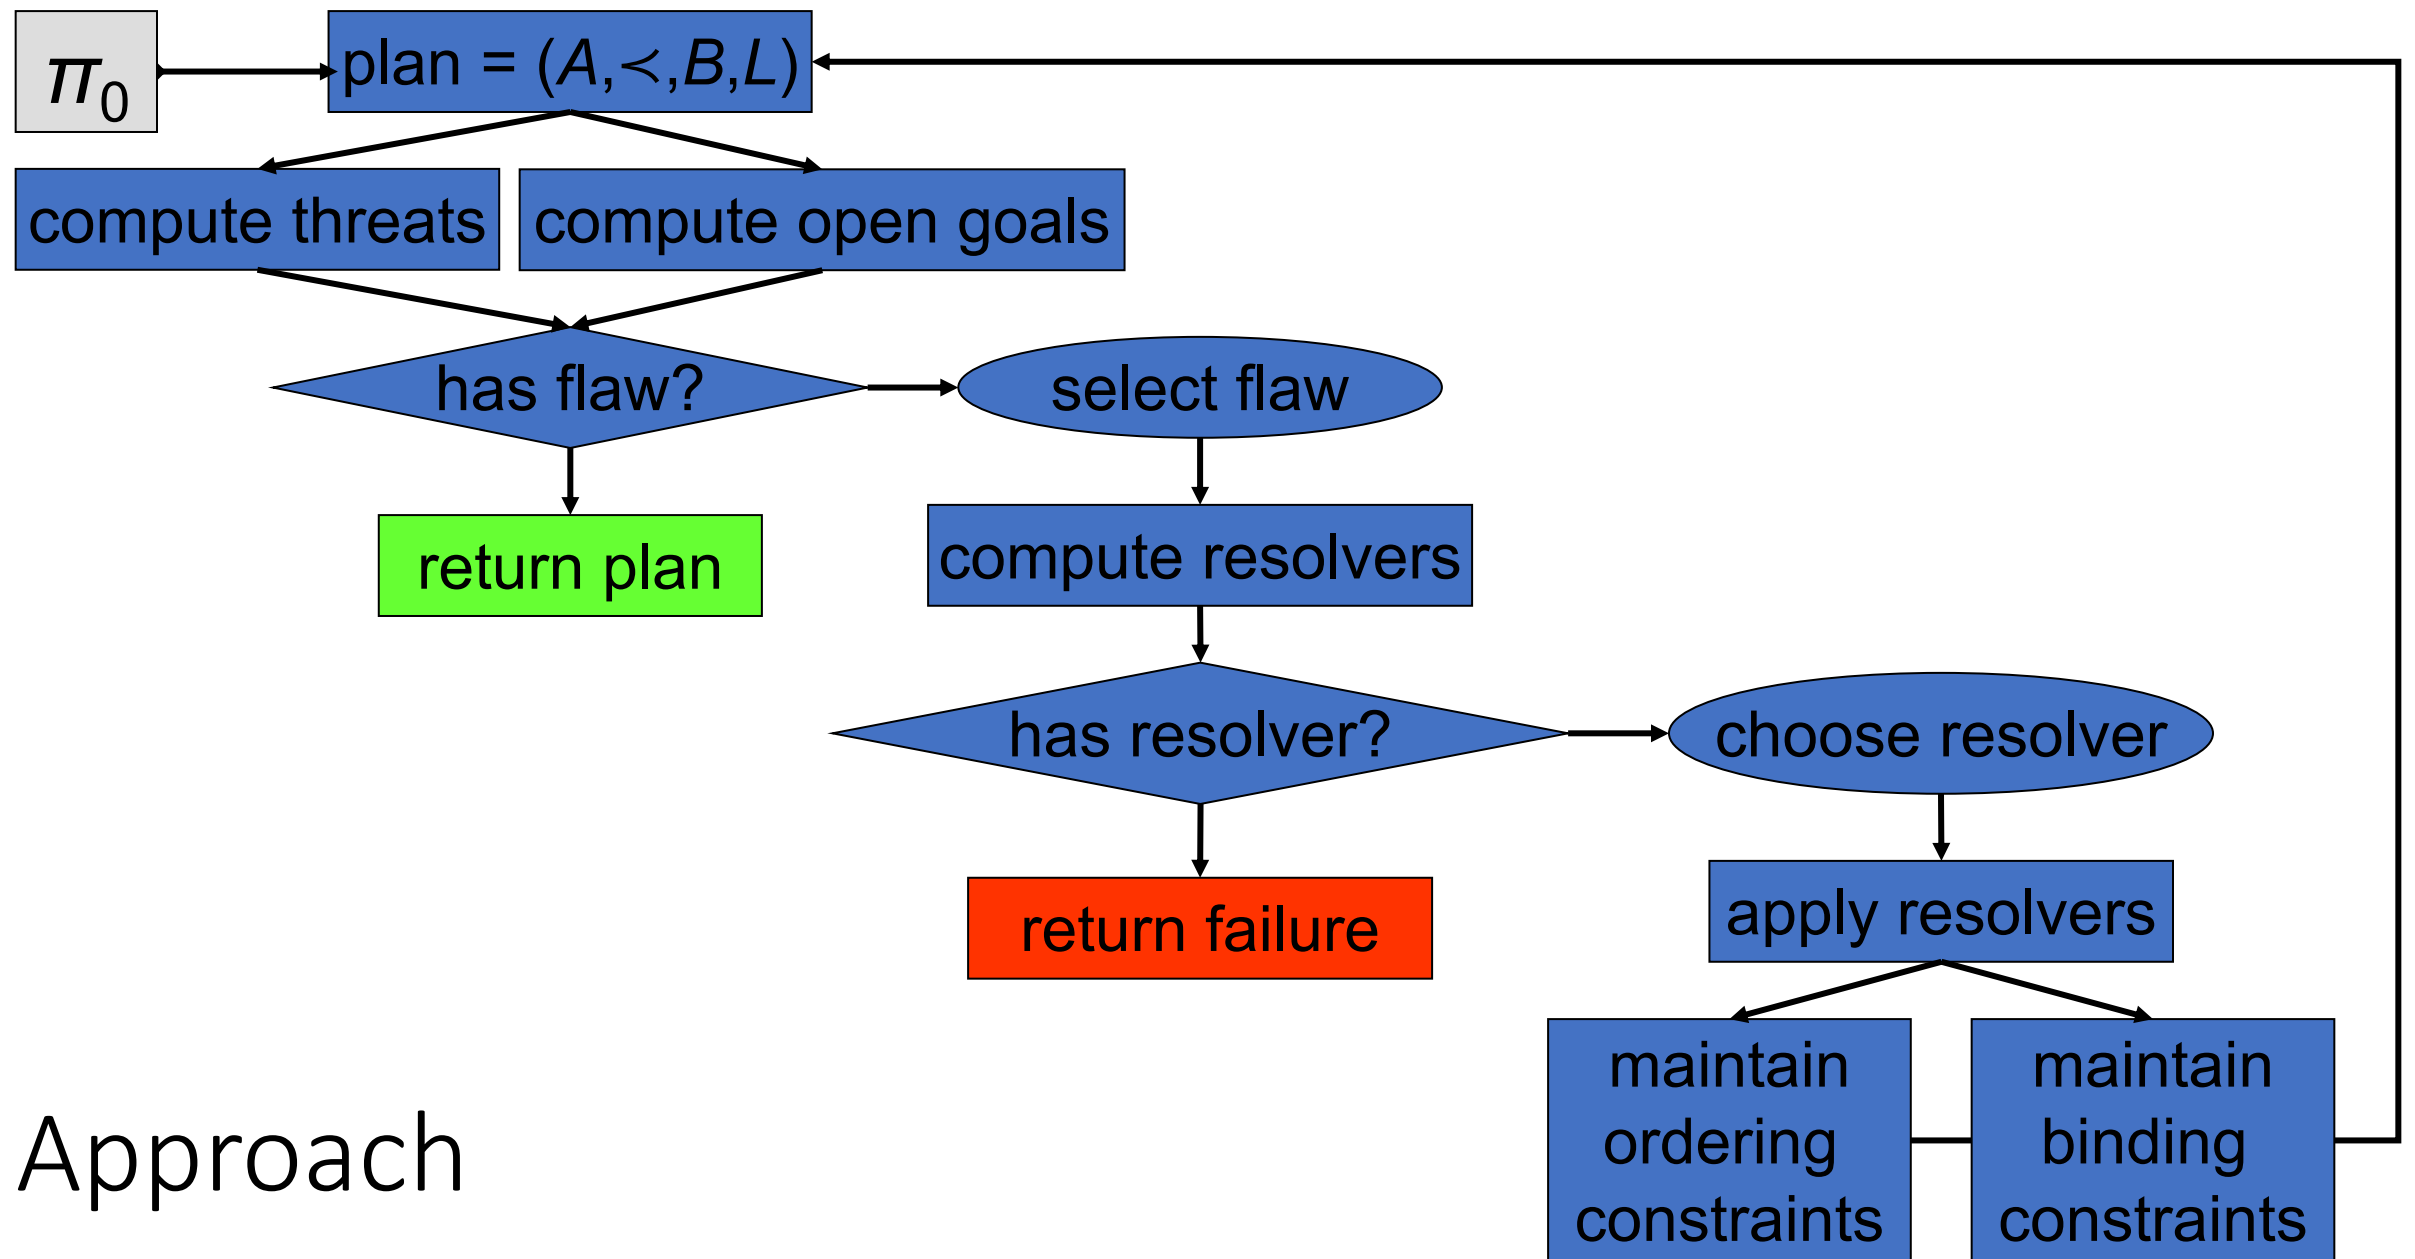 π0
plan = (A,≺,B,L)
compute threats
compute open goals
has flaw?
select flaw
return plan
compute resolvers
has resolver?
choose resolver
return failure
apply resolvers
maintain
ordering
constraints
maintain
binding
constraints
Approach